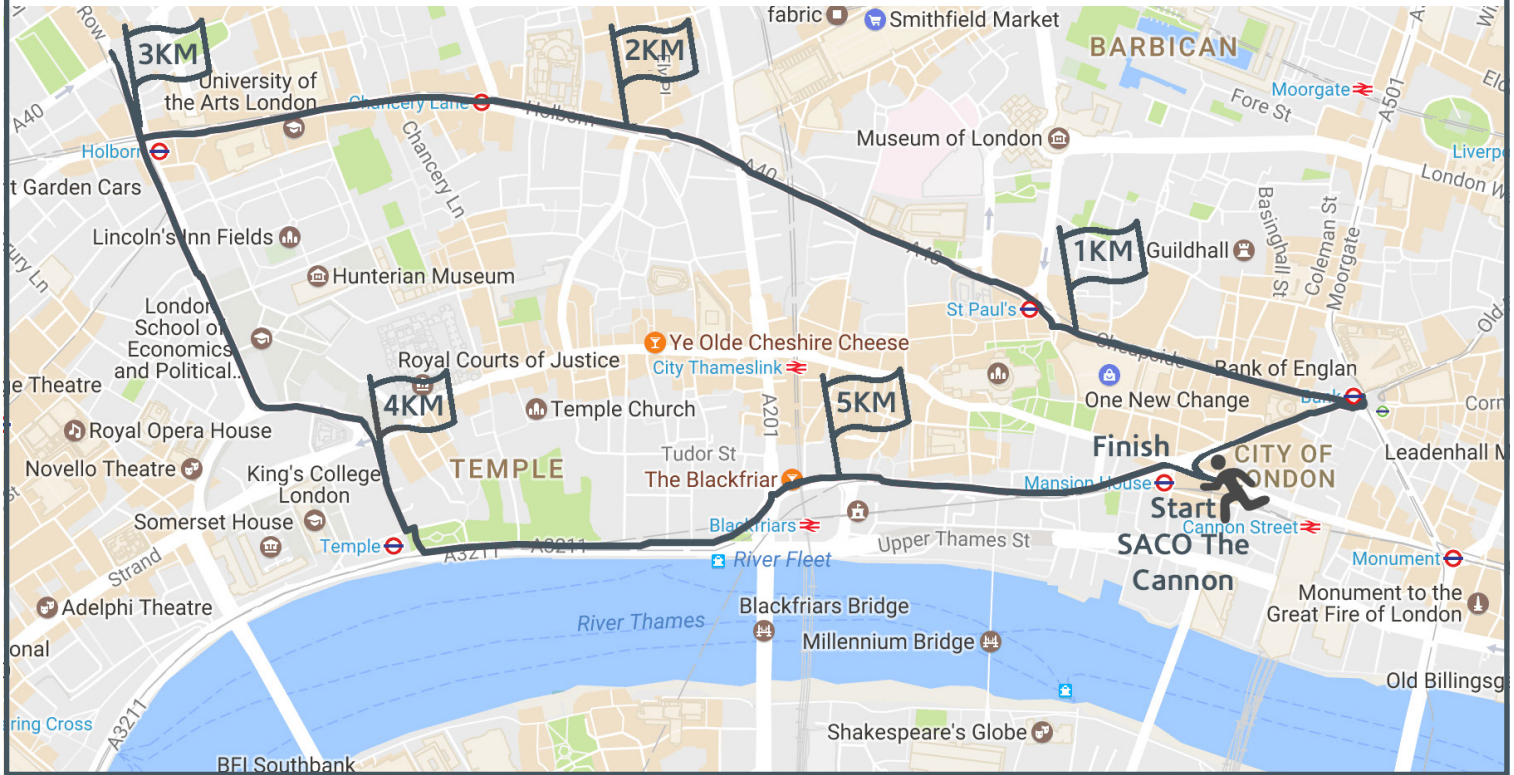 Row
3KM
University of
the Arts London
2KM
fabric
Smithfield Market
BARBICAN
Moorgate
A501
Fore St
A40
Chancery Lane
Holborn
Holborn
Chancery Ln
Museum of London
Liverpo
London W
t Garden Cars
A40
Basinghall St
Coleman St
Moorgate
Lincoln's Inn Fields
A40
1KM
Guildhall
ury Ln
Hunterian Museum
London
School of
Economics
and Political...
St Paul's
Old
Cheapside
Royal Courts of Justice
Ye Olde Cheshire Cheese
City Thameslink
Bank of Englan
ge Theatre
4KM
Temple Church
A201
5KM
One New Change
Bank
Corn
Royal Opera House
Finish
Novello Theatre
King's College
London
TEMPLE
Tudor St
The Blackfriar
Mansion House
CITY OF
LONDON
Leadenhall M
St
Somerset House
Start
SACO The
Cannon
Cannon Street
Blackfriars
Upper Thames St
Temple
A3211
A3211
River Fleet
Monument
Strand
Adelphi Theatre
River Thames
Blackfriars Bridge
Millennium Bridge
Monument to the
Great Fire of London
onal
Old Billingsg
ring Cross
A3211
Shakespeare's Globe
BFI Southbank